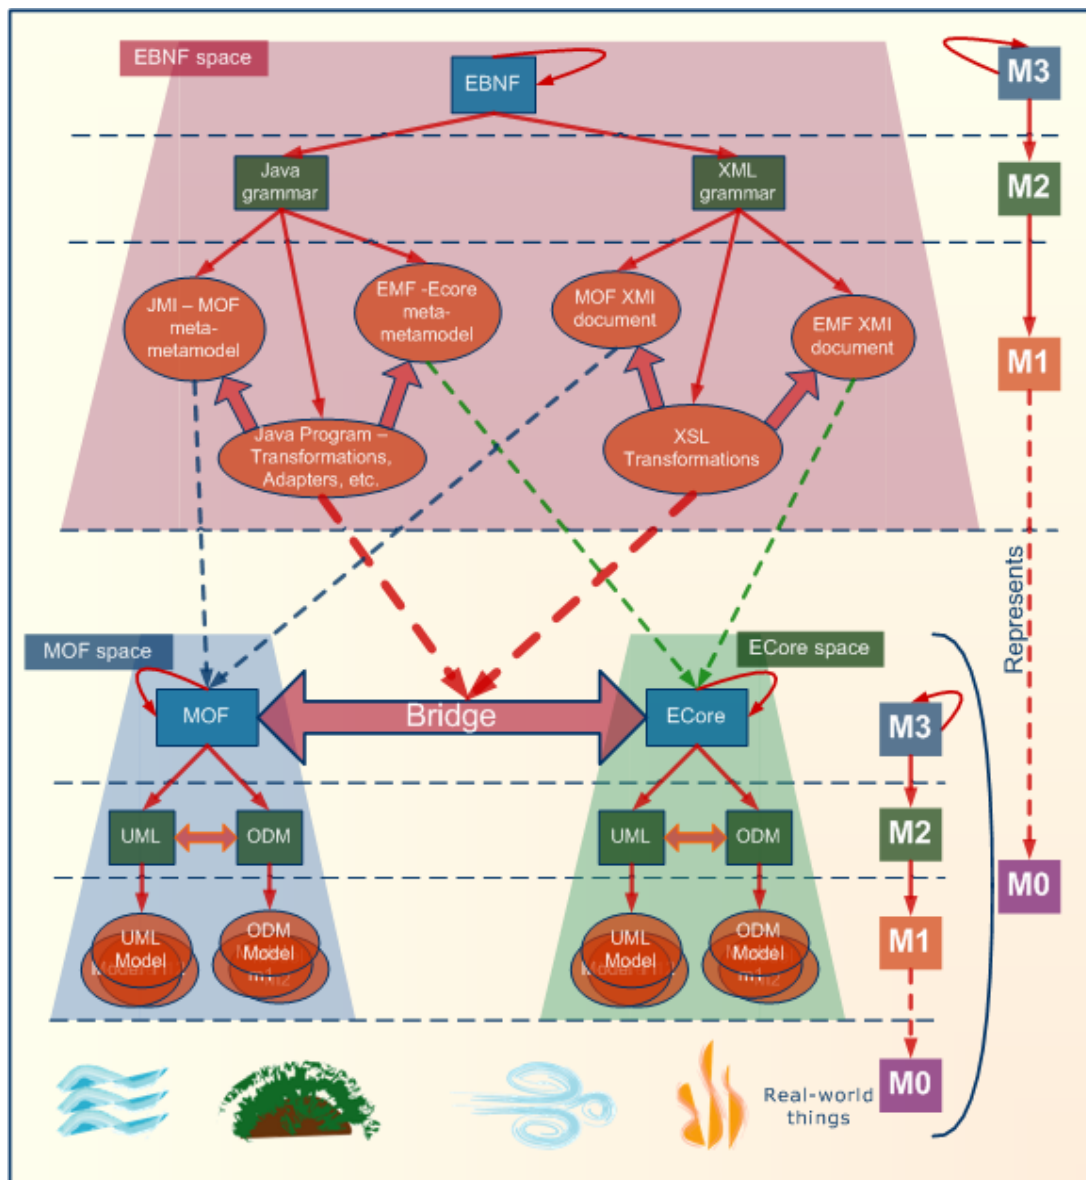 EBNF space
EBNF
M3
Java
grammar
XML
grammar
M2
JMI – MOF
meta-
metamodel
EMF -Ecore
meta-
metamodel
MOF XMI
document
EMF XMI
document
M1
Java Program –
Transformations,
Adapters, etc.
XSL
Transformations
Represents
MOF space
ECore space
MOF
Bridge
ECore
M3
UML
ODM
UML
ODM
M2
M0
UML
Model
ODM
Model
m1
UML
Model
ODM
Model
m1
M1
Real-world
things
M0